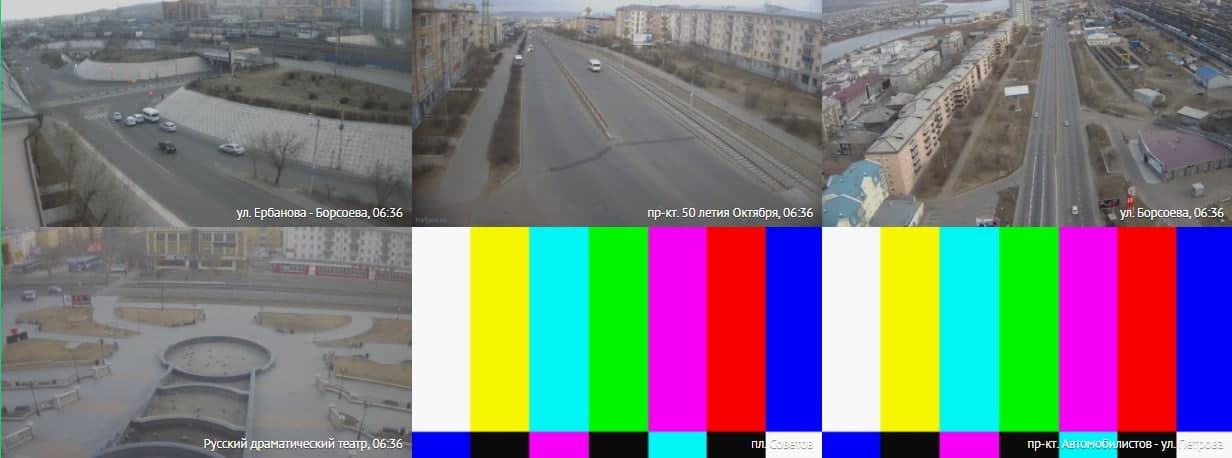 ул. Ербанова - Борсоева, 06:36
пр-кт. 50 летия Октября, 06:36
ул. Борсоева, 06:36
Русский драматический театр, 06:36
пл. Советов
пр-кт. Автомобилистов - ул. Петрова